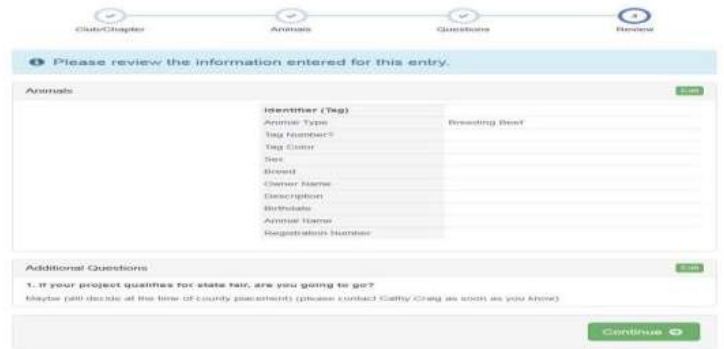 Club/Chapter
Animals
Questions
Review
Please review the information entered for this entry.
Animals
Edit
Identifier (Tag)
Animal Type Breeding Beef
Tag Number?
Tag Color
Sex
Breed
Owner Name
Description
Birthdate
Animal Name
Registration Number
Additional Questions
Edit
1. If your project qualifies for state fair, are you going to go?
Maybe (will decide at the time of county placement) (please contact Cathy Craig as soon as you know)
Continue